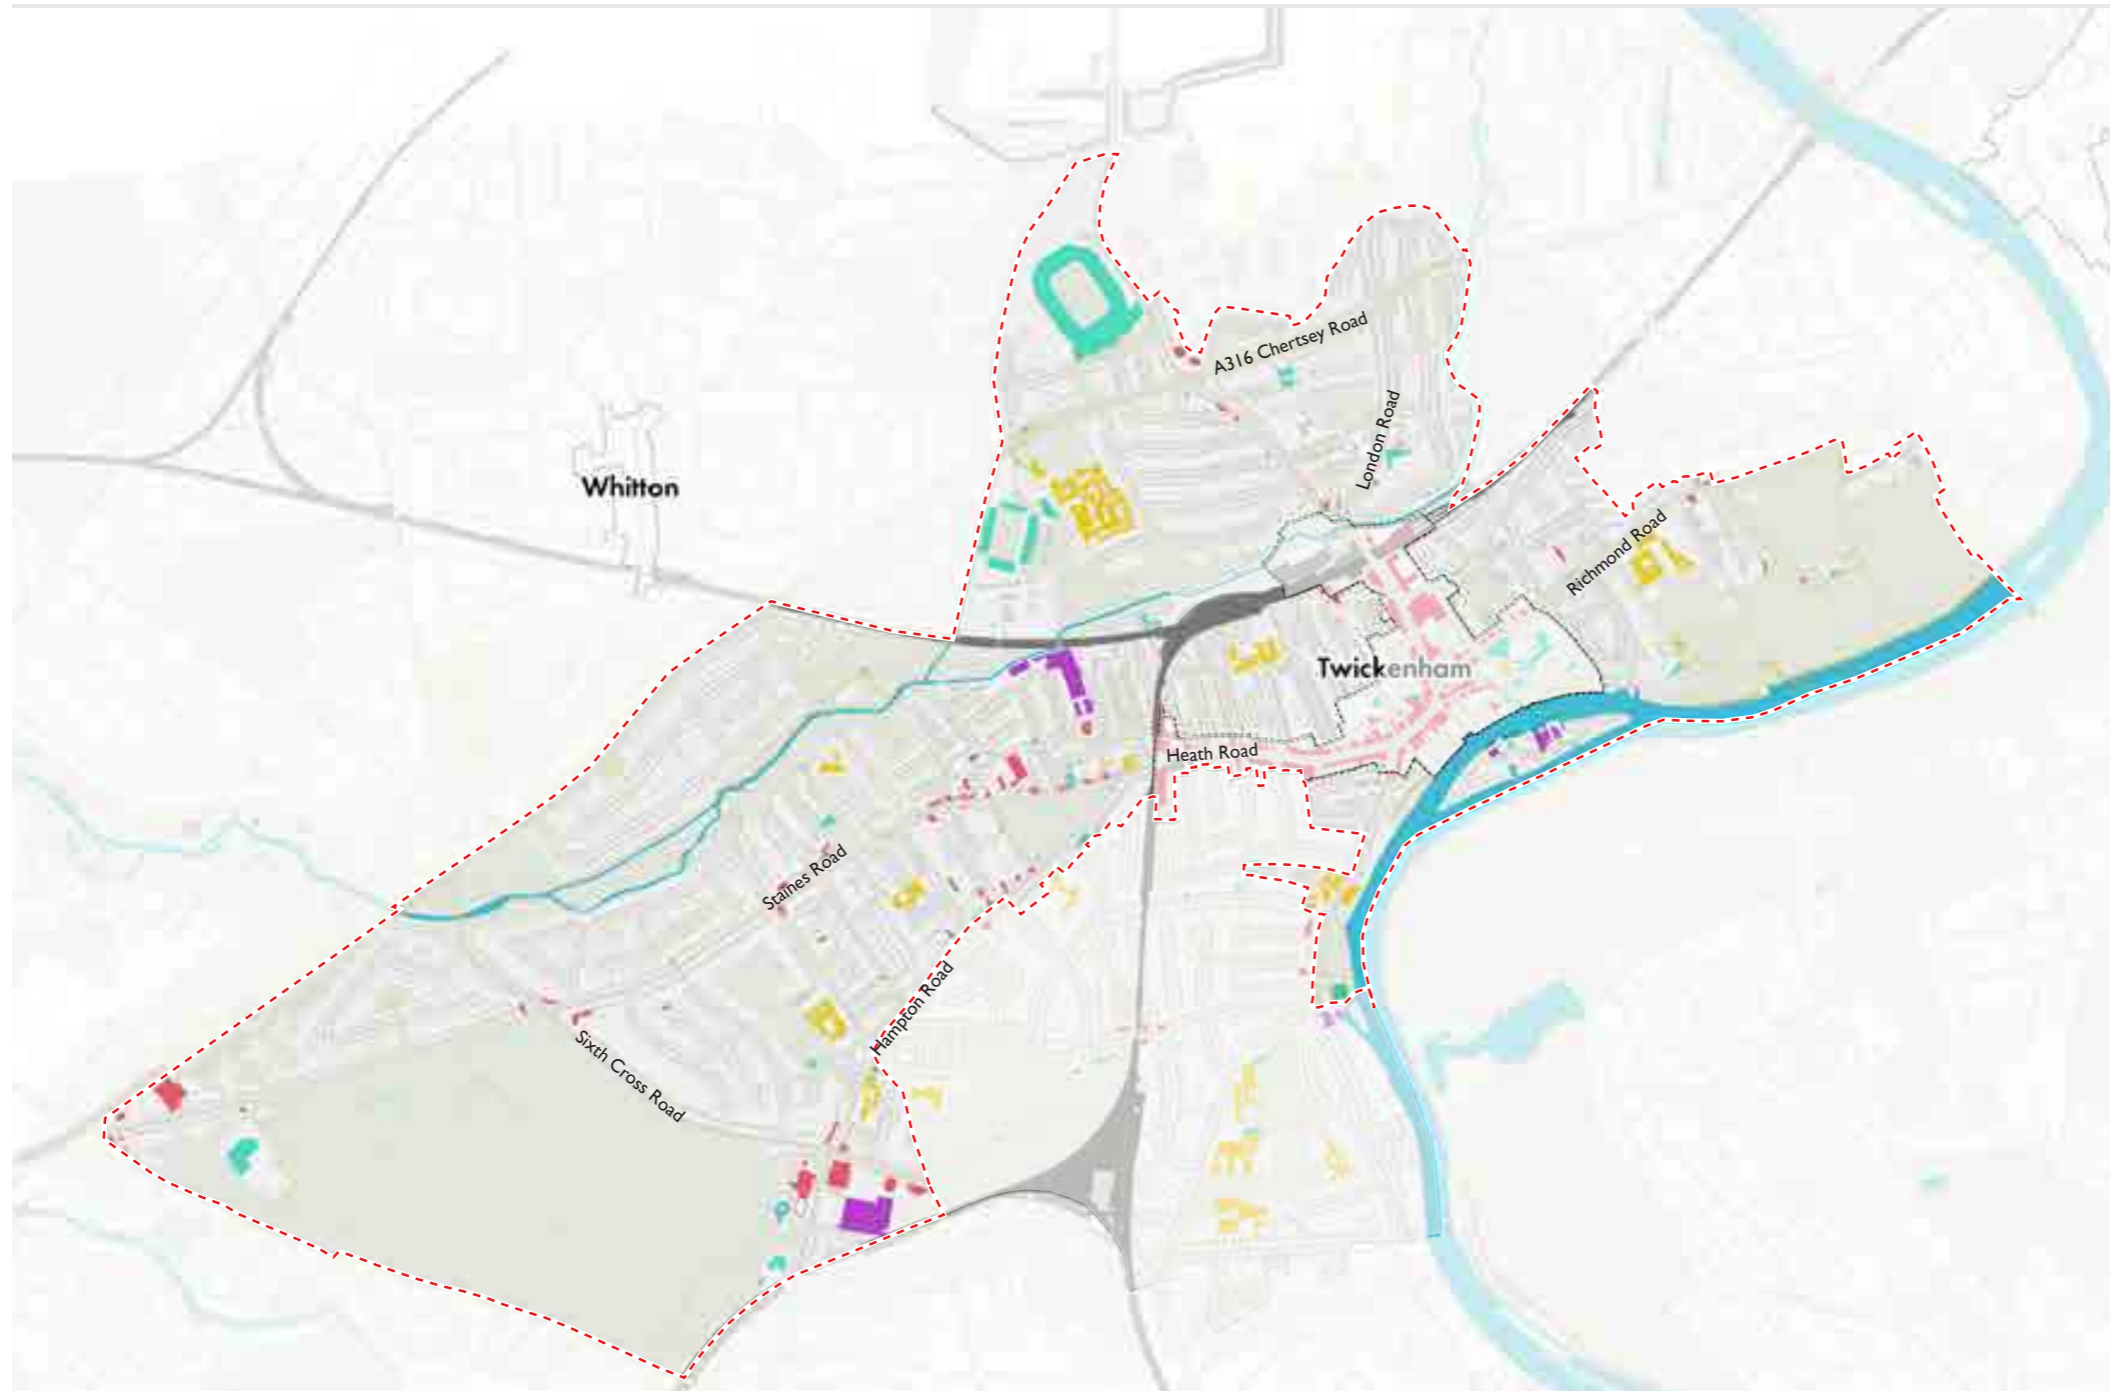 A316 Chertsey Road
London Road
Whitton
Richmond Road
Twickenham
Heath Road
Staines Road
Hampton Road
Sixth Cross Road